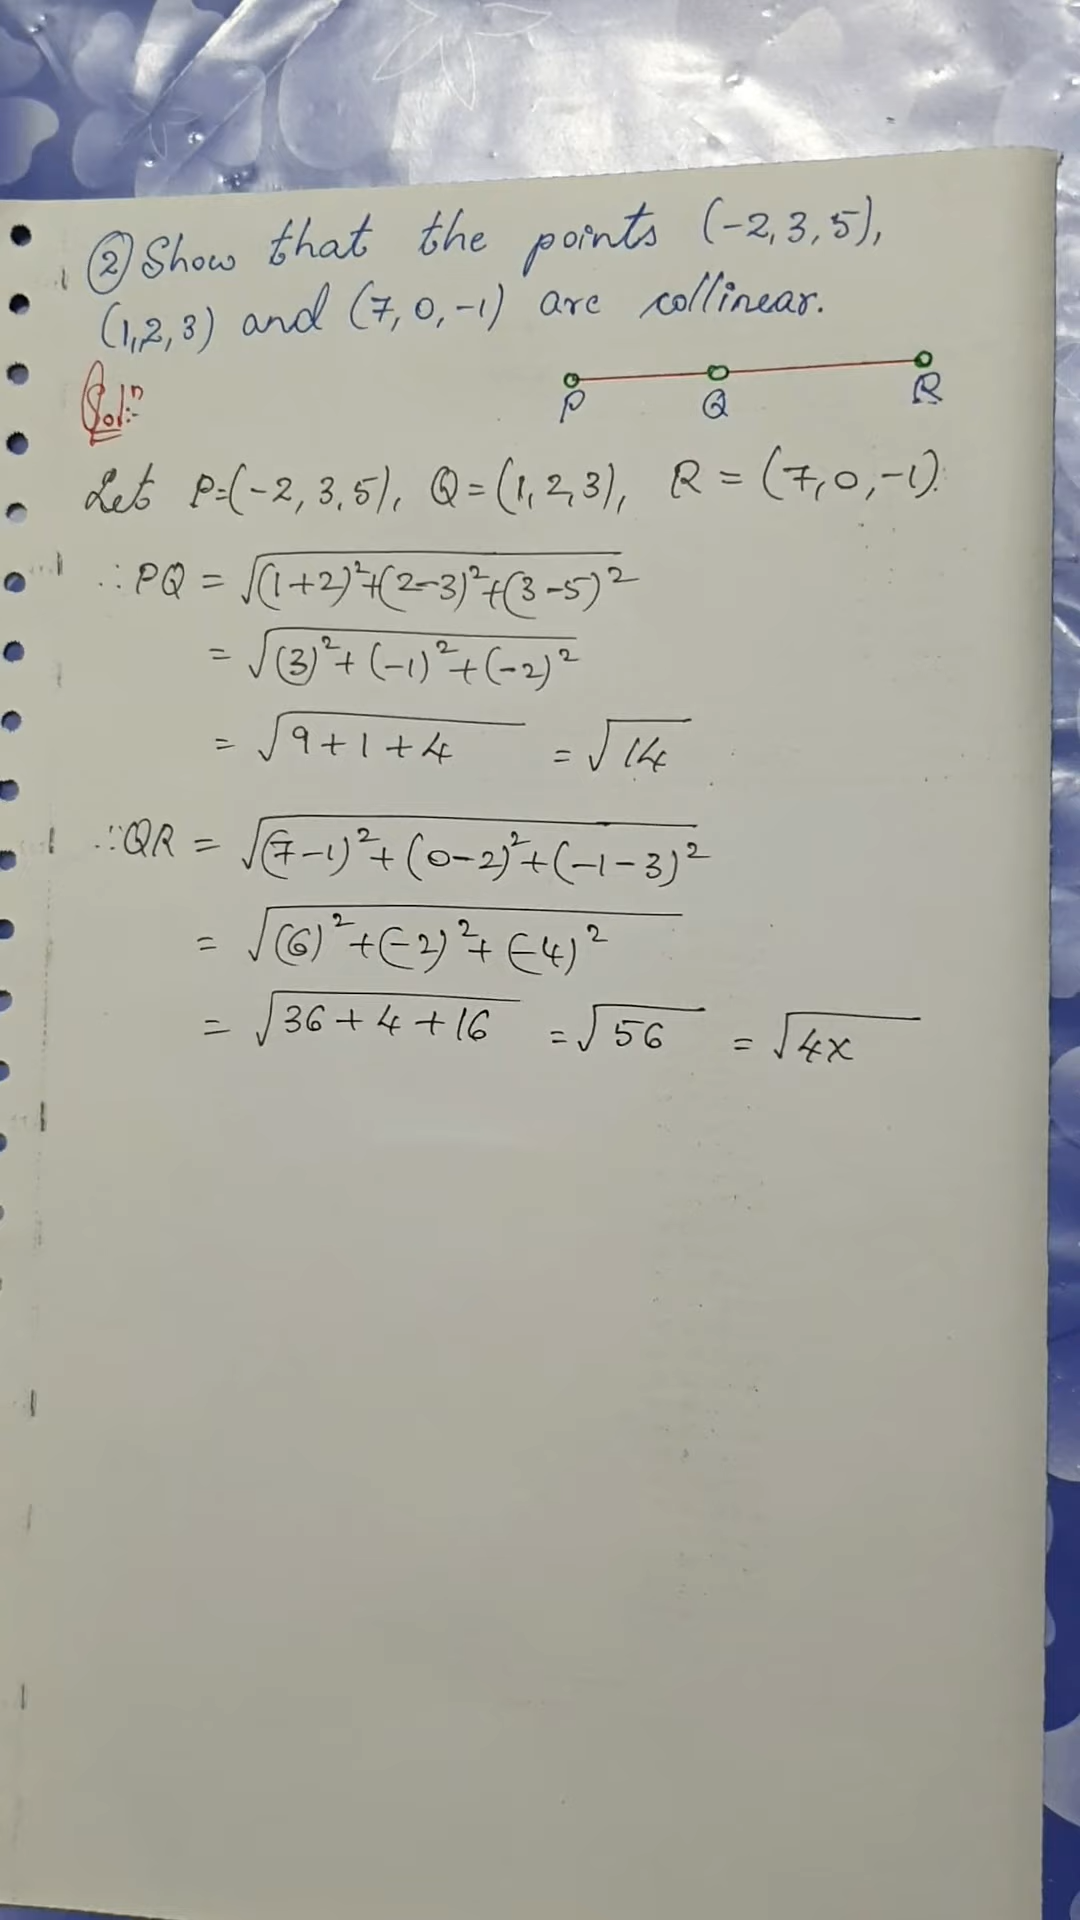 ② Show that the points (-2, 3, 5),
(1, 2, 3) and (7, 0, -1) are collinear.
Solⁿ:-
P Q R
Let P=(-2, 3, 5), Q=(1, 2, 3), R = (7, 0, -1).
∴ PQ = √(1+2)²+(2-3)²+(3-5)²
= √(3)²+(-1)²+(-2)²
= √9+1+4 = √14
∴ QR = √(7-1)²+(0-2)²+(-1-3)²
= √(6)²+(-2)²+(-4)²
= √36+4+16 = √56 = √4×